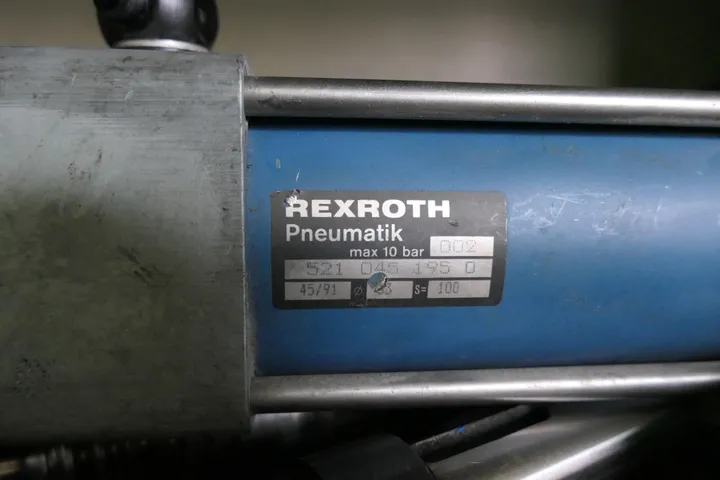 REXROTH
Pneumatik
max 10 bar 002
521 045 195 0
45/91 ø S= 100